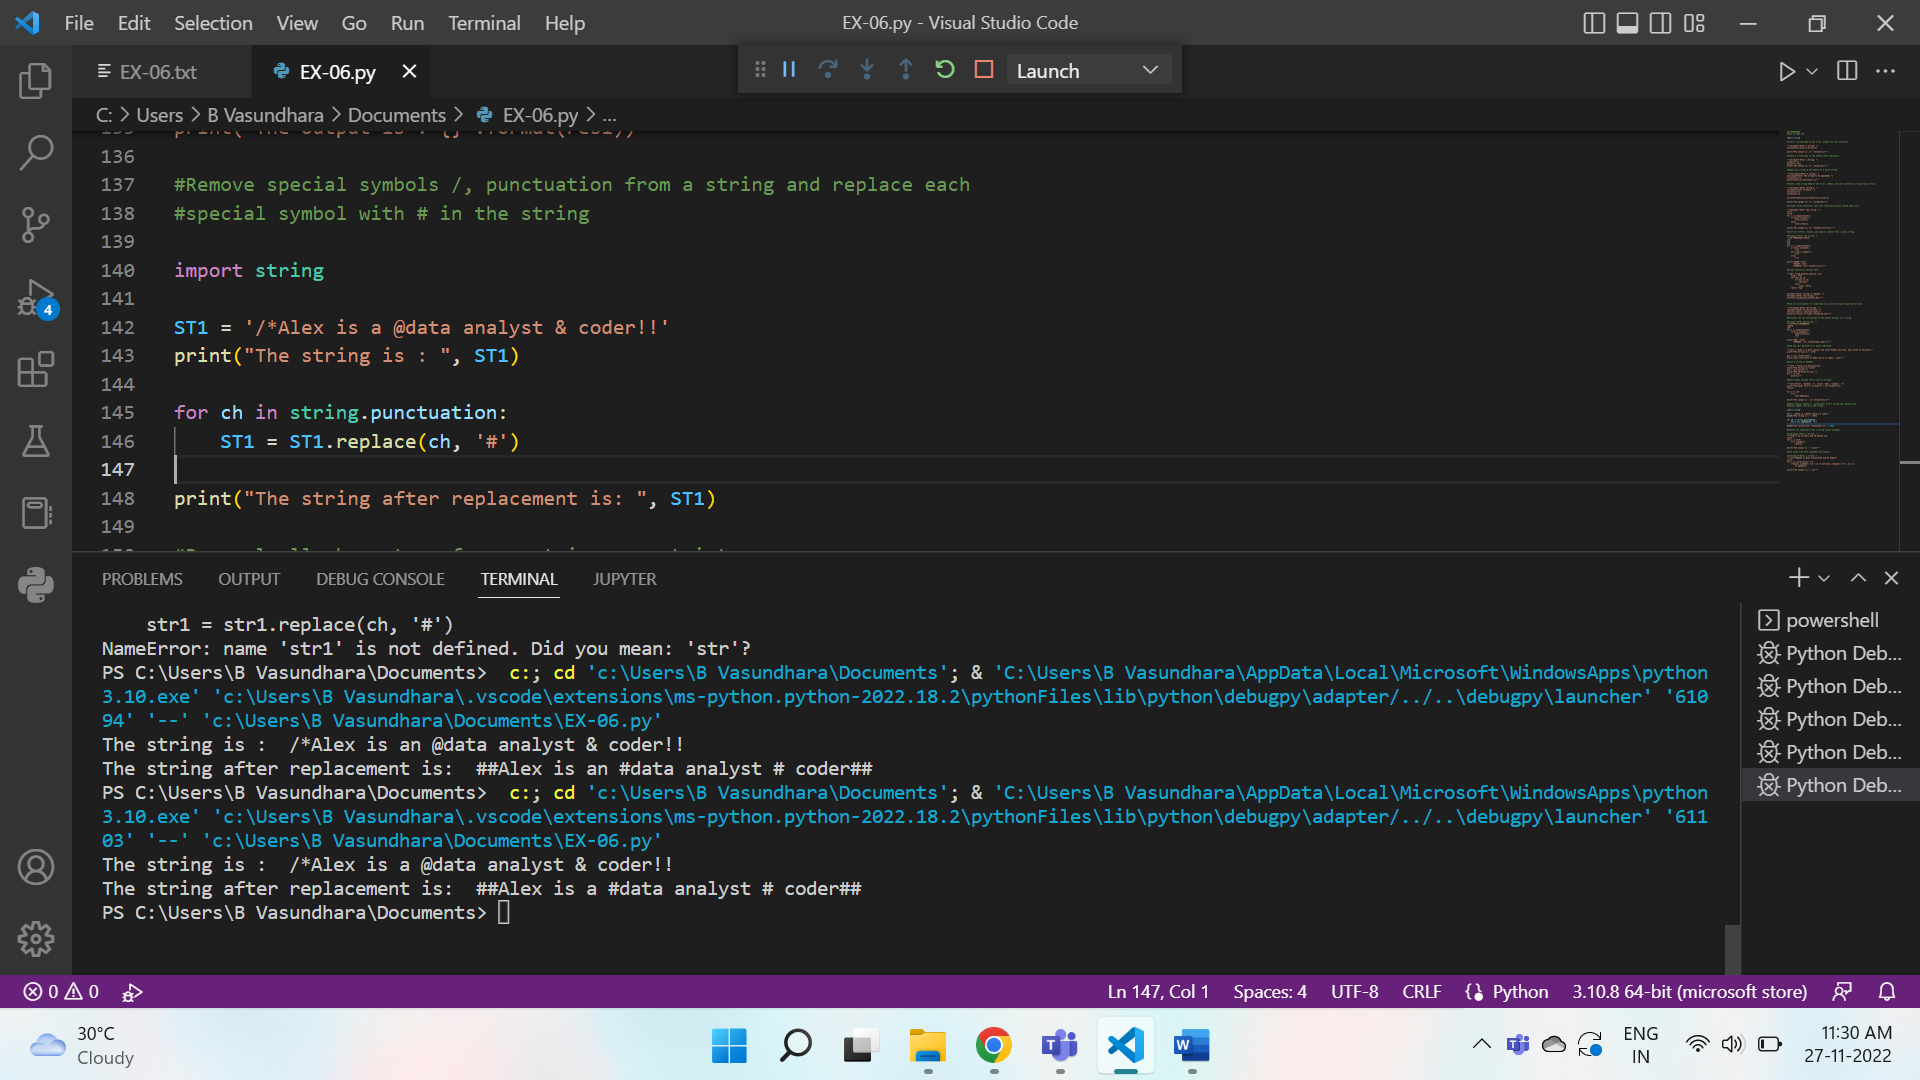 File Edit Selection View Go Run Terminal Help
EX-06.py - Visual Studio Code
EX-06.txt
EX-06.py
Launch
C: > Users > B Vasundhara > Documents > EX-06.py > ...
136
137 #Remove special symbols /, punctuation from a string and replace each
138 #special symbol with # in the string
139
140 import string
141
142 ST1 = '/*Alex is a @data analyst & coder!!'
143 print("The string is : ", ST1)
144
145 for ch in string.punctuation:
146 ST1 = ST1.replace(ch, '#')
147
148 print("The string after replacement is: ", ST1)
149
4
PROBLEMS OUTPUT DEBUG CONSOLE TERMINAL JUPYTER
str1 = str1.replace(ch, '#')
NameError: name 'str1' is not defined. Did you mean: 'str'?
PS C:\Users\B Vasundhara\Documents> c:; cd 'c:\Users\B Vasundhara\Documents'; & 'C:\Users\B Vasundhara\AppData\Local\Microsoft\WindowsApps\python
3.10.exe' 'c:\Users\B Vasundhara\.vscode\extensions\ms-python.python-2022.18.2\pythonFiles\lib\python\debugpy\adapter/../..\debugpy\launcher' '610
94' '--' 'c:\Users\B Vasundhara\Documents\EX-06.py'
The string is :  /*Alex is an @data analyst & coder!!
The string after replacement is:  ##Alex is an #data analyst # coder##
PS C:\Users\B Vasundhara\Documents> c:; cd 'c:\Users\B Vasundhara\Documents'; & 'C:\Users\B Vasundhara\AppData\Local\Microsoft\WindowsApps\python
3.10.exe' 'c:\Users\B Vasundhara\.vscode\extensions\ms-python.python-2022.18.2\pythonFiles\lib\python\debugpy\adapter/../..\debugpy\launcher' '611
03' '--' 'c:\Users\B Vasundhara\Documents\EX-06.py'
The string is :  /*Alex is a @data analyst & coder!!
The string after replacement is:  ##Alex is a #data analyst # coder##
PS C:\Users\B Vasundhara\Documents>
powershell
Python Deb...
Python Deb...
Python Deb...
Python Deb...
Python Deb...
0 0
Ln 147, Col 1 Spaces: 4 UTF-8 CRLF Python 3.10.8 64-bit (microsoft store)
30°C
Cloudy
ENG
IN
11:30 AM
27-11-2022